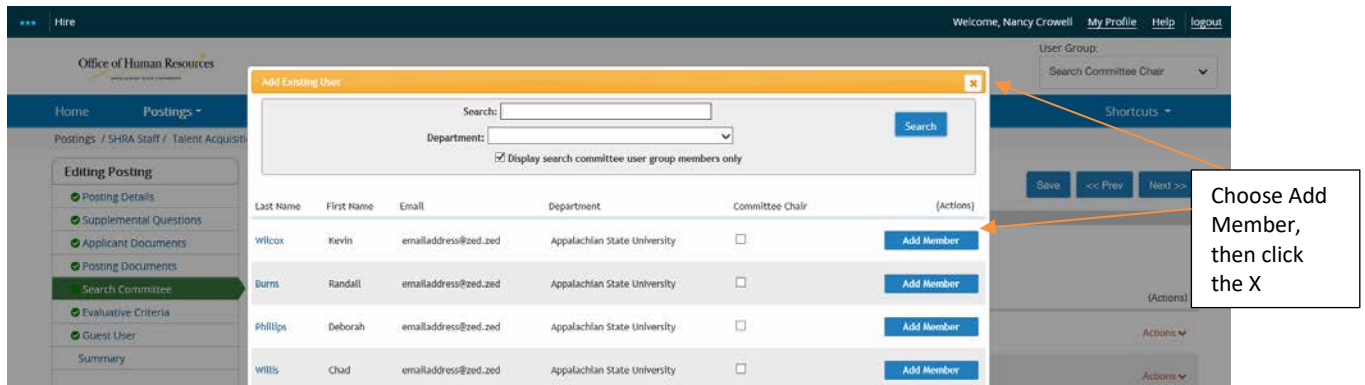 ••• Hire Welcome, Nancy Crowell My Profile Help logout
Office of Human Resources
User Group:
Search Committee Chair
Home Postings Shortcuts
Postings / SHRA Staff / Talent Acquisiti
Add Existing User x
Search:
Department:
Search
Display search committee user group members only
Editing Posting
Posting Details
Supplemental Questions
Applicant Documents
Posting Documents
Search Committee
Evaluative Criteria
Guest User
Summary
Save << Prev Next >>
Last Name First Name Email Department Committee Chair (Actions)
Wilcox Kevin emailaddress@zed.zed Appalachian State University Add Member
Burns Randall emailaddress@zed.zed Appalachian State University Add Member
Phillips Deborah emailaddress@zed.zed Appalachian State University Add Member
Willis Chad emailaddress@zed.zed Appalachian State University Add Member
(Actions)
Actions
Actions
Choose Add
Member,
then click
the X